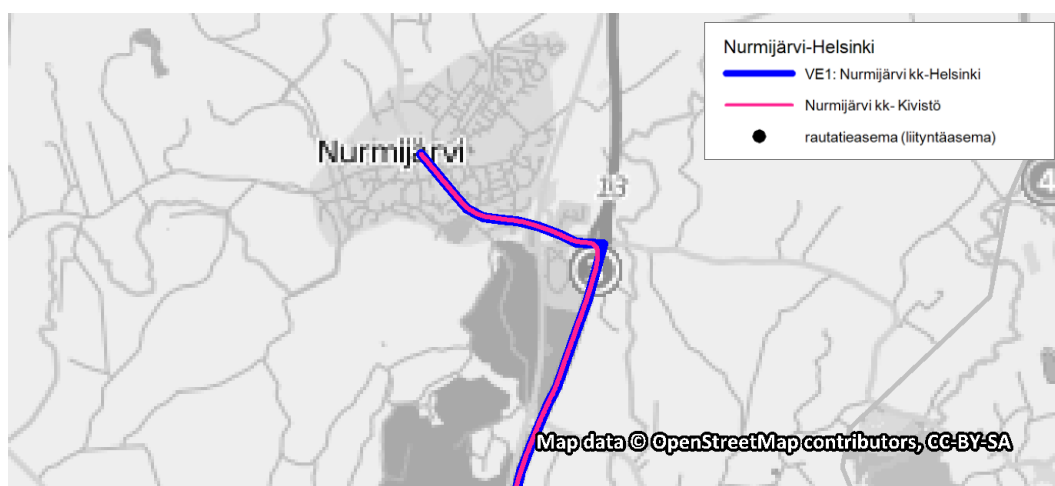 Nurmijärvi-Helsinki
VE1: Nurmijärvi kk-Helsinki
Nurmijärvi kk- Kivistö
rautatieasema (liityntäasema)
Nurmijärvi
13
4
Map data © OpenStreetMap contributors, CC-BY-SA